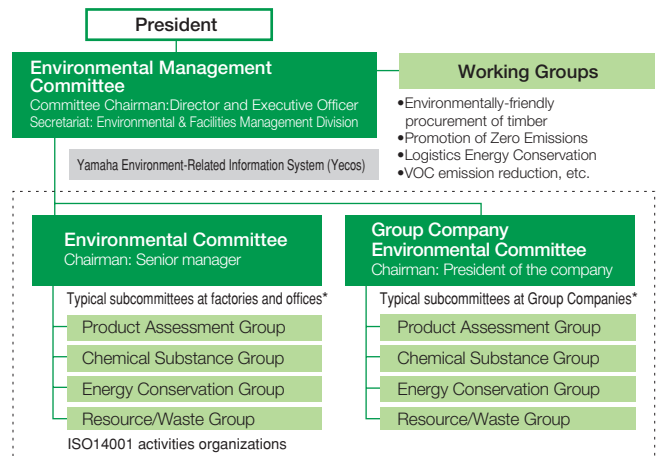 President
Environmental Management
Committee
Committee Chairman:Director and Executive Officer
Secretariat: Environmental & Facilities Management Division
Working Groups
•Environmentally-friendly
procurement of timber
•Promotion of Zero Emissions
•Logistics Energy Conservation
•VOC emission reduction, etc.
Yamaha Environment-Related Information System (Yecos)
Environmental Committee
Chairman: Senior manager
Typical subcommittees at factories and offices*
Product Assessment Group
Chemical Substance Group
Energy Conservation Group
Resource/Waste Group
ISO14001 activities organizations
Group Company
Environmental Committee
Chairman: President of the company
Typical subcommittees at Group Companies*
Product Assessment Group
Chemical Substance Group
Energy Conservation Group
Resource/Waste Group